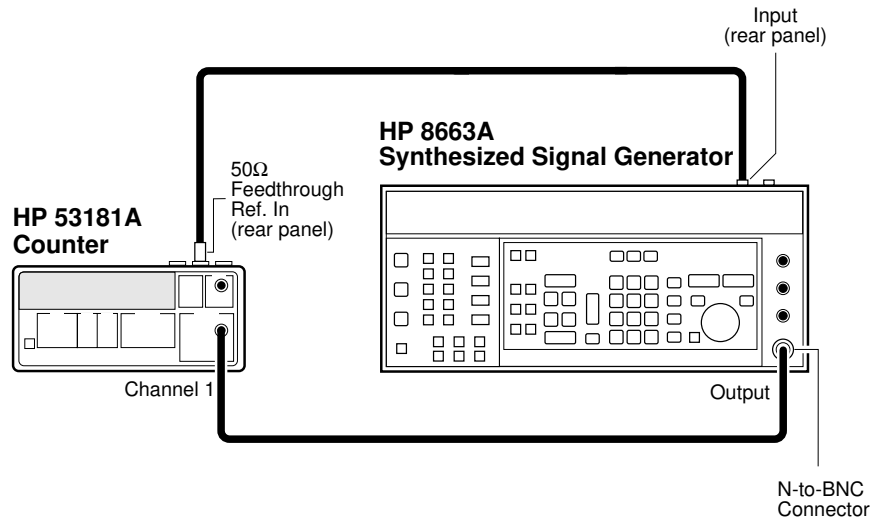 Input
(rear panel)
HP 8663A
Synthesized Signal Generator
50Ω
Feedthrough
Ref. In
(rear panel)
HP 53181A
Counter
Channel 1
Output
N-to-BNC
Connector